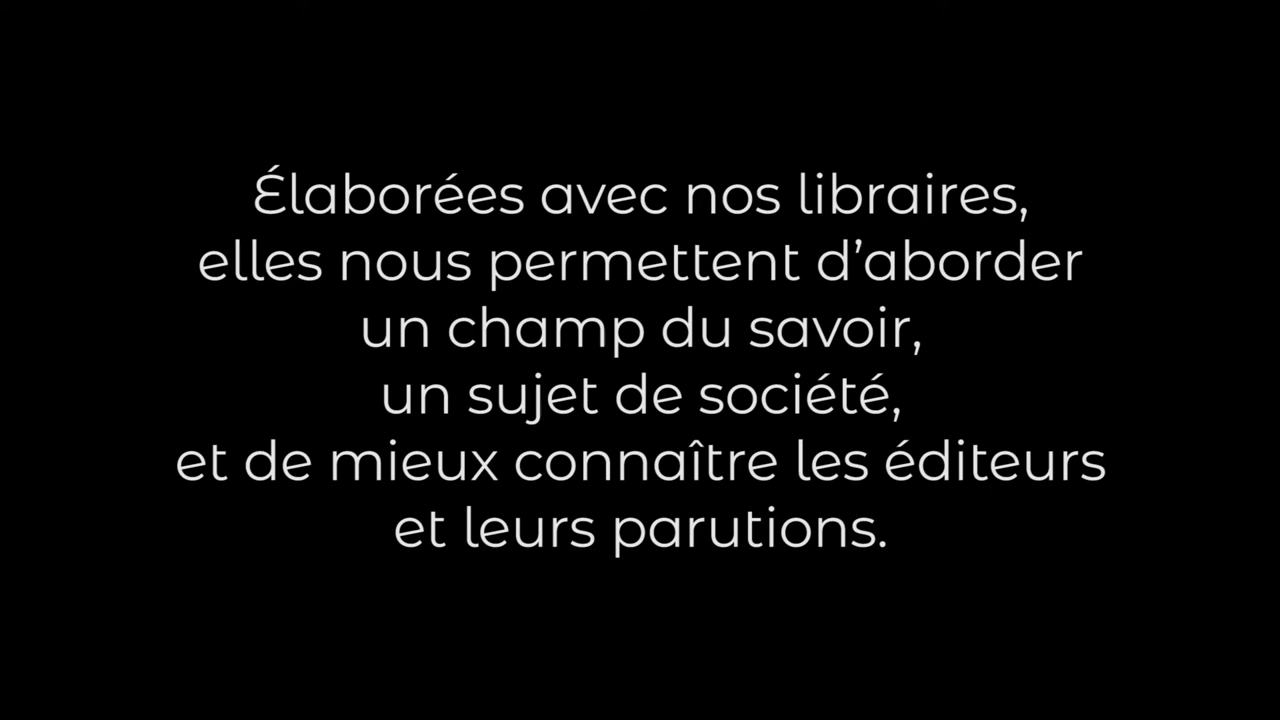 Élaborées avec nos libraires,
elles nous permettent d’aborder
un champ du savoir,
un sujet de société,
et de mieux connaître les éditeurs
et leurs parutions.